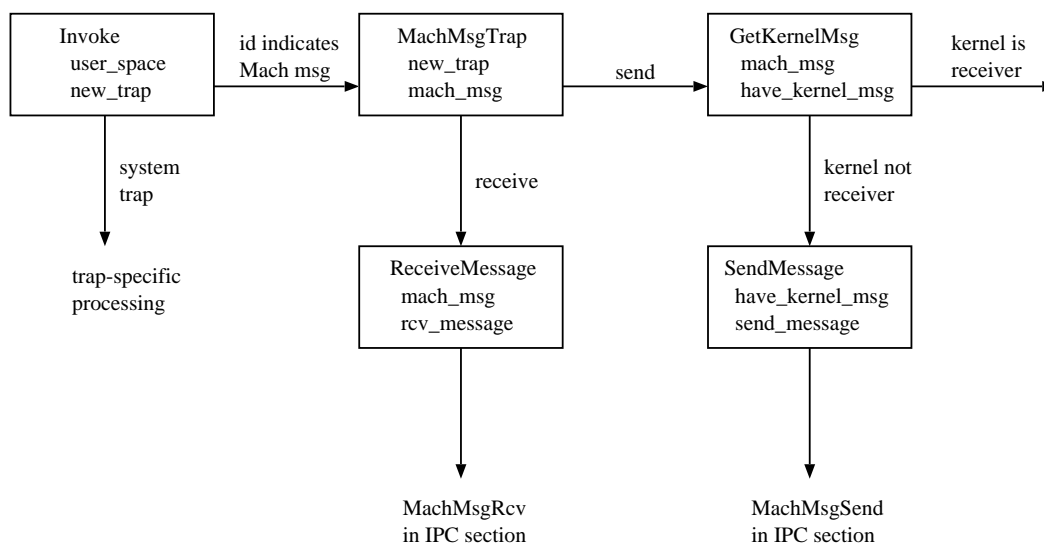 Invoke
user_space
new_trap
id indicates
Mach msg
MachMsgTrap
new_trap
mach_msg
send
GetKernelMsg
mach_msg
have_kernel_msg
kernel is
receiver
system
trap
receive
kernel not
receiver
trap-specific
processing
ReceiveMessage
mach_msg
rcv_message
SendMessage
have_kernel_msg
send_message
MachMsgRcv
in IPC section
MachMsgSend
in IPC section